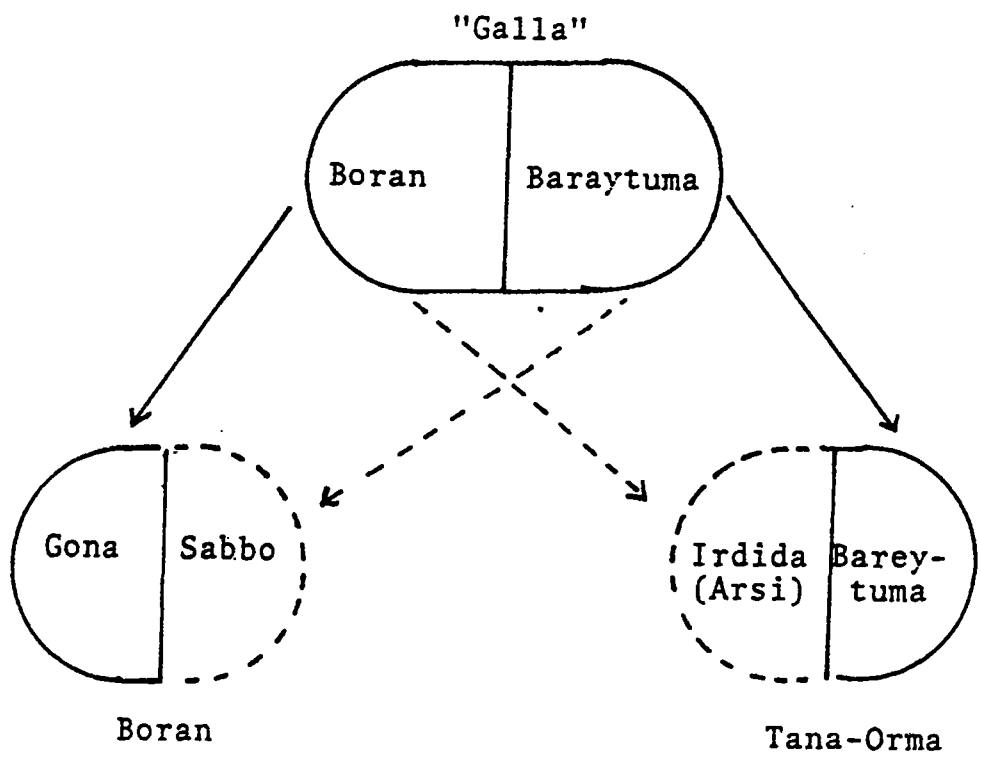 "Galla"
Boran
Baraytuma
Gona
Sabbo
Irdida
(Arsi)
Barey-
tuma
Boran
Tana-Orma